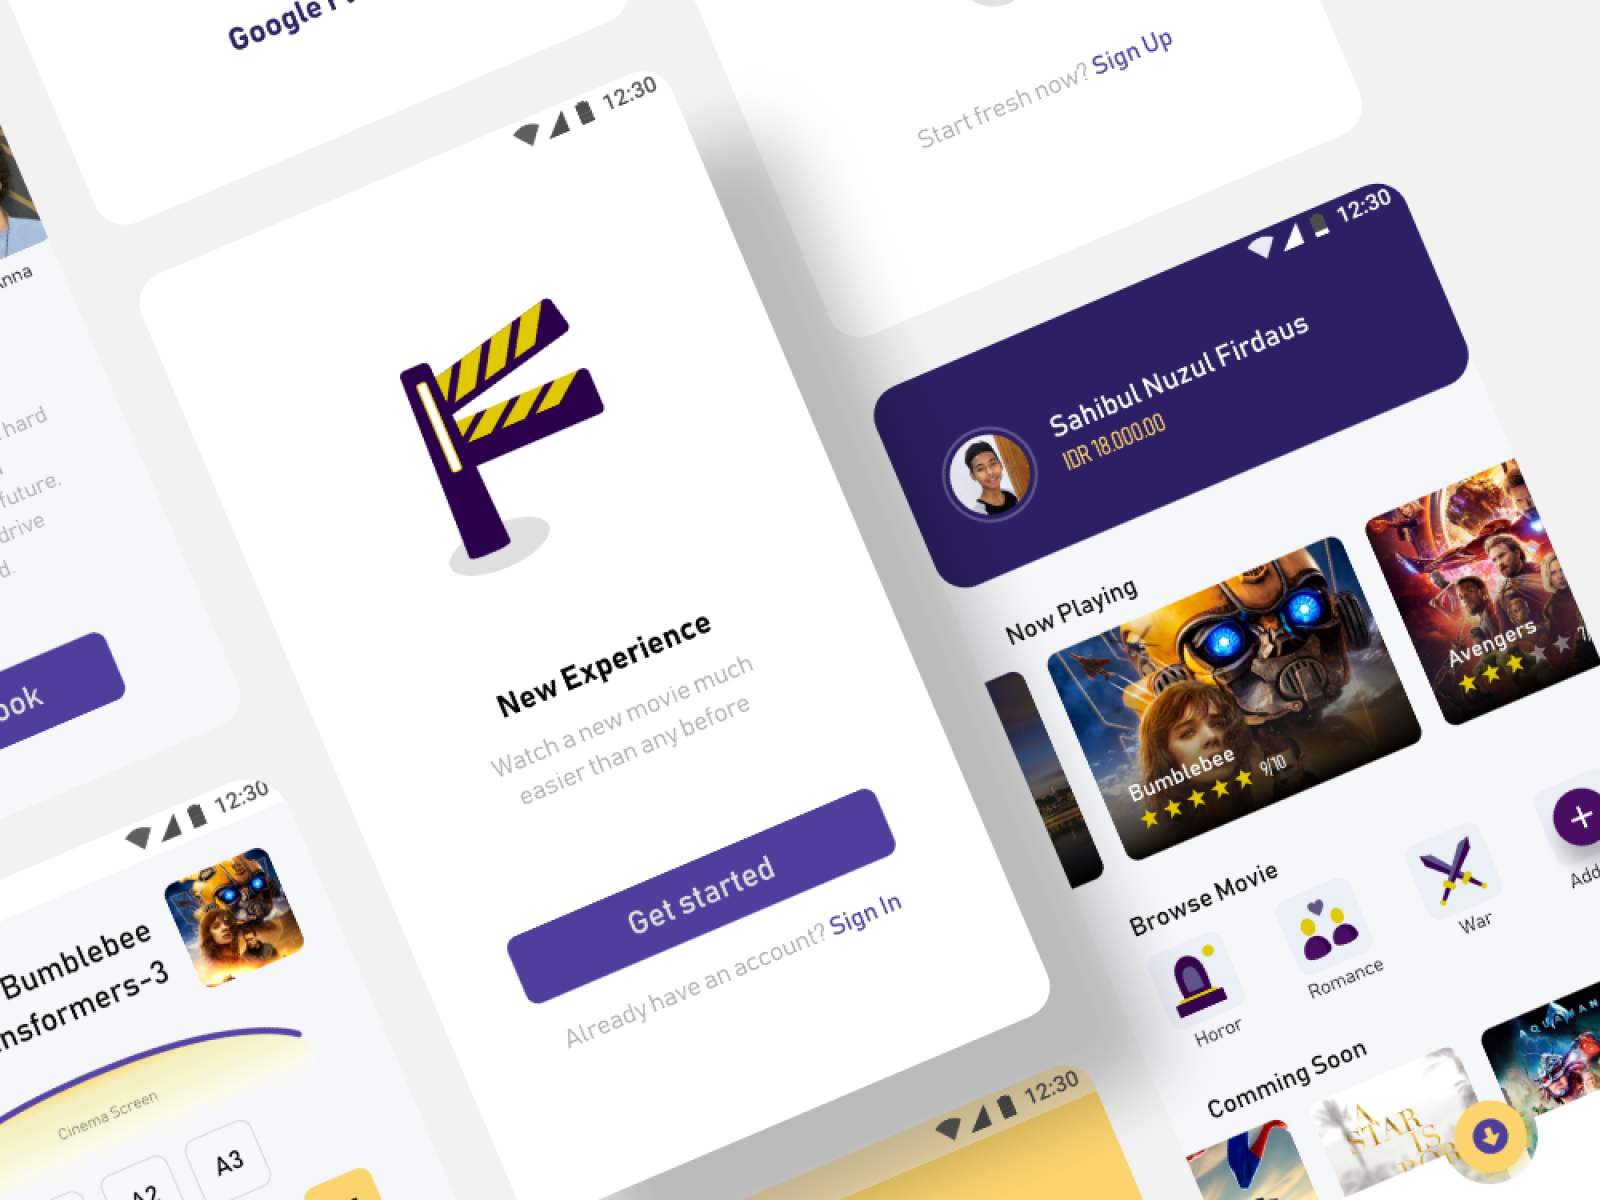 Google
Start fresh now? Sign Up
12:30
12:30
Sahibul Nuzul Firdaus
IDR 18.000.00
Now Playing
Bumblebee
9/10
Avengers
Browse Movie
Horor
Romance
War
Add
Comming Soon
A
STAR
IS
AQUAMAN
New Experience
Watch a new movie much
easier than any before
Get started
Already have an account? Sign In
Anna
hard
future,
drive
12:30
Bumblebee
nsformers-3
Cinema Screen
A2
A3
12:30